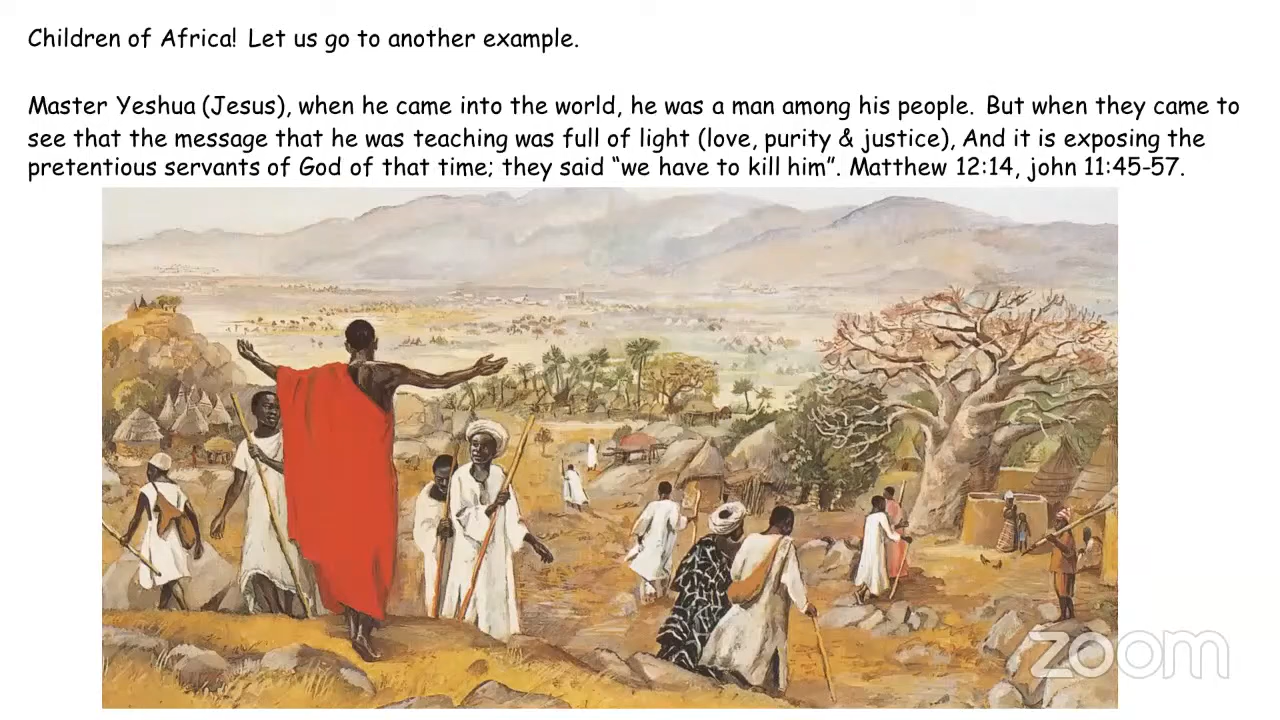 Children of Africa! Let us go to another example.
Master Yeshua (Jesus), when he came into the world, he was a man among his people. But when they came to
see that the message that he was teaching was full of light (love, purity & justice), And it is exposing the
pretentious servants of God of that time; they said “we have to kill him”. Matthew 12:14, john 11:45-57.
zoom